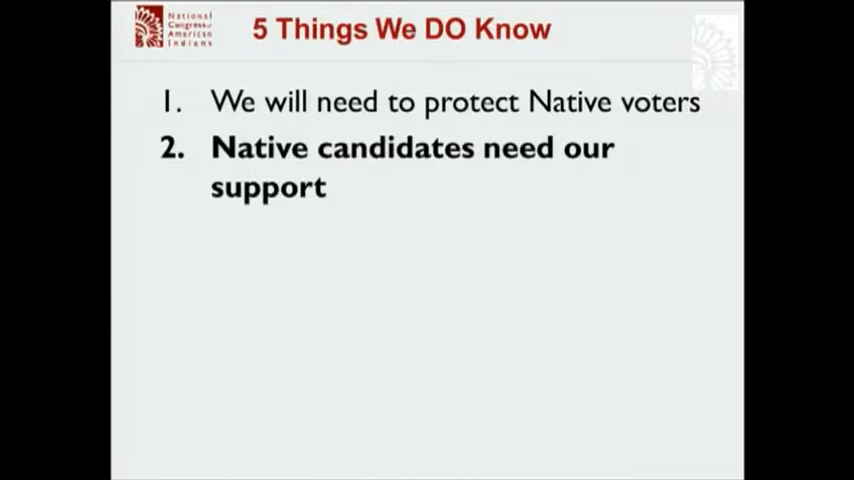 National
Congress of
American
Indians
5 Things We DO Know
1. We will need to protect Native voters
2. Native candidates need our
support